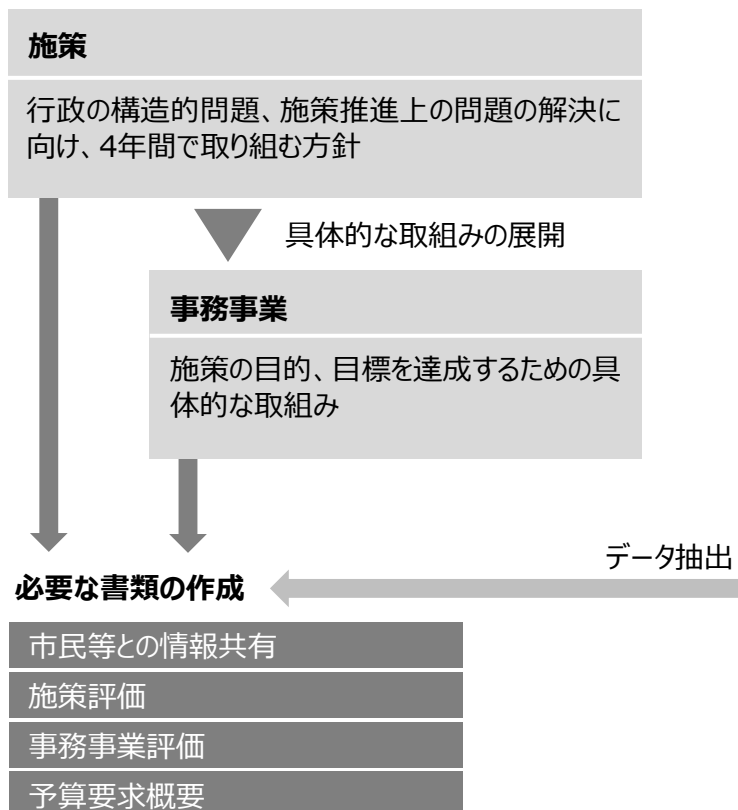 施策
行政の構造的問題、施策推進上の問題の解決に
向け、4年間で取り組む方針
具体的な取組みの展開
事務事業
施策の目的、目標を達成するための具
体的な取組み
データ抽出
必要な書類の作成
市民等との情報共有
施策評価
事務事業評価
予算要求概要